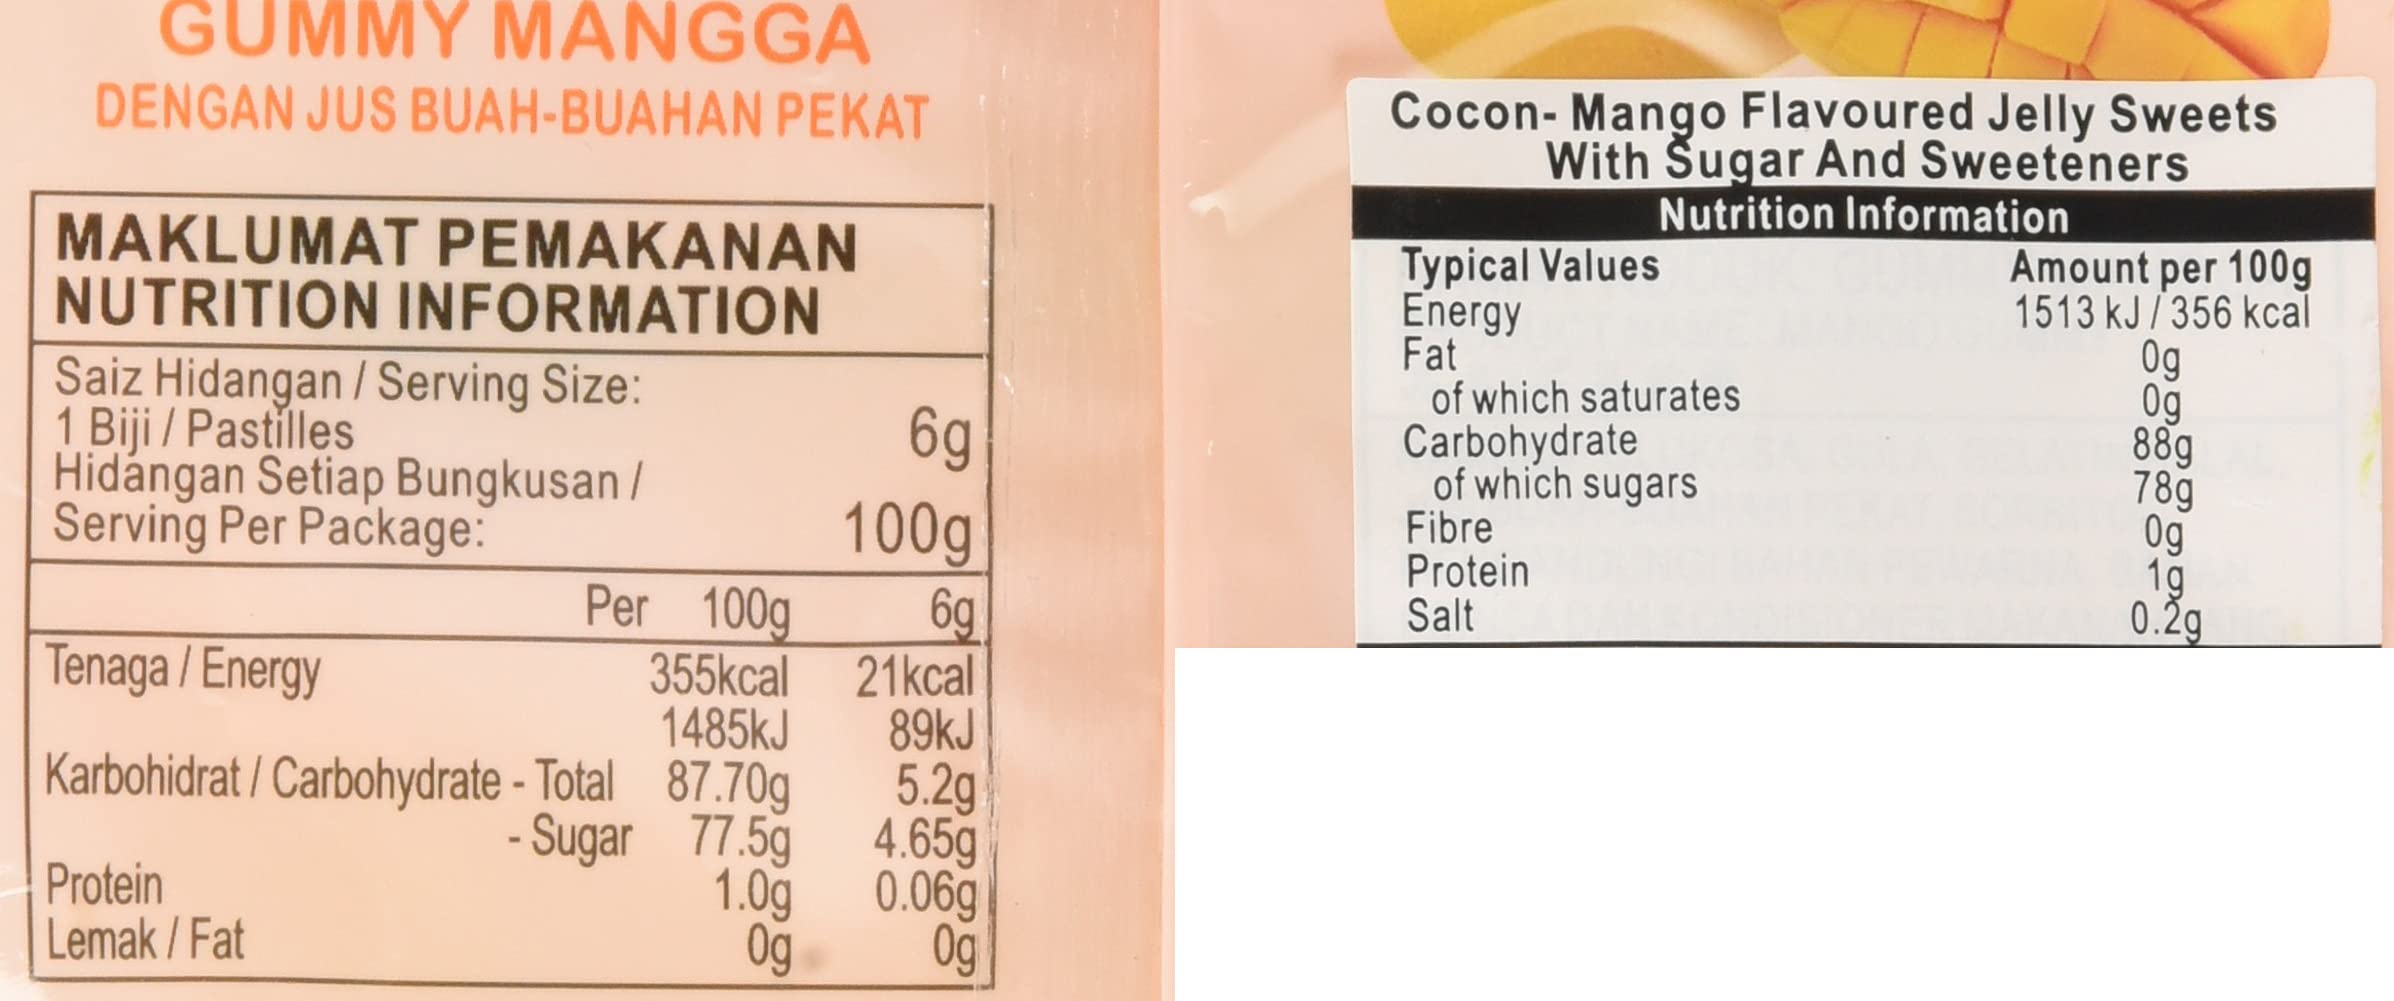 GUMMY MANGGA
DENGAN JUS BUAH-BUAHAN PEKAT
MAKLUMAT PEMAKANAN
NUTRITION INFORMATION
Saiz Hidangan / Serving Size:
1 Biji / Pastilles 6g
Hidangan Setiap Bungkusan /
Serving Per Package: 100g
Per 100g 6g
Tenaga / Energy 355kcal 21kcal
1485kJ 89kJ
Karbohidrat / Carbohydrate - Total 87.70g 5.2g
- Sugar 77.5g 4.65g
Protein 1.0g 0.06g
Lemak / Fat 0g 0g
Cocon- Mango Flavoured Jelly Sweets
With Sugar And Sweeteners
Nutrition Information
Typical Values Amount per 100g
Energy 1513 kJ / 356 kcal
Fat 0g
of which saturates 0g
Carbohydrate 88g
of which sugars 78g
Fibre 0g
Protein 1g
Salt 0.2g